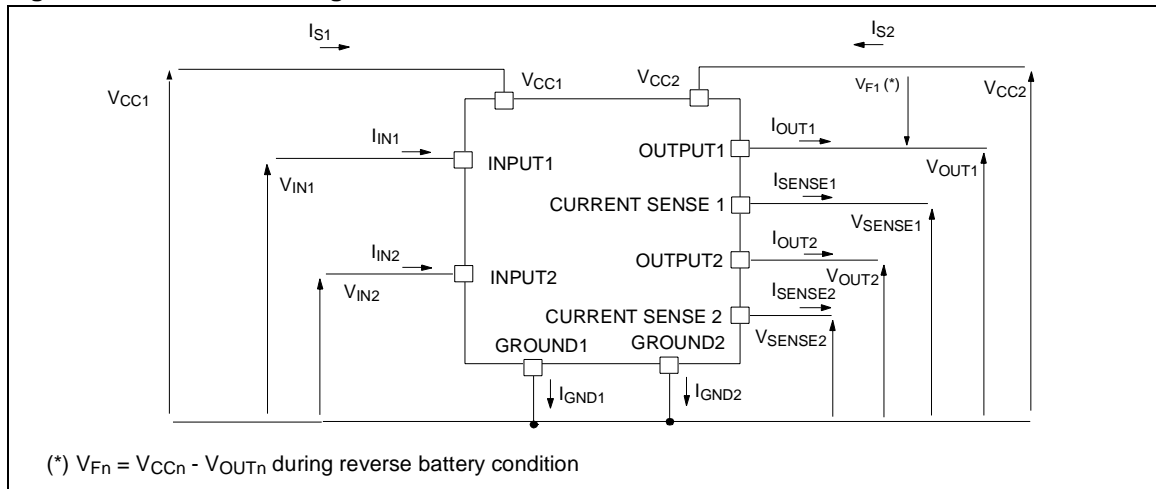 IS1
IS2
VCC1
VCC2
VF1 (*)
VCC1
VCC2
IIN1
INPUT1
OUTPUT1
IOUT1
VIN1
VOUT1
CURRENT SENSE 1
ISENSE1
VSENSE1
IIN2
INPUT2
OUTPUT2
IOUT2
VIN2
VOUT2
CURRENT SENSE 2
ISENSE2
VSENSE2
GROUND1
GROUND2
IGND1
IGND2
(*) VFn = VCCn - VOUTn during reverse battery condition